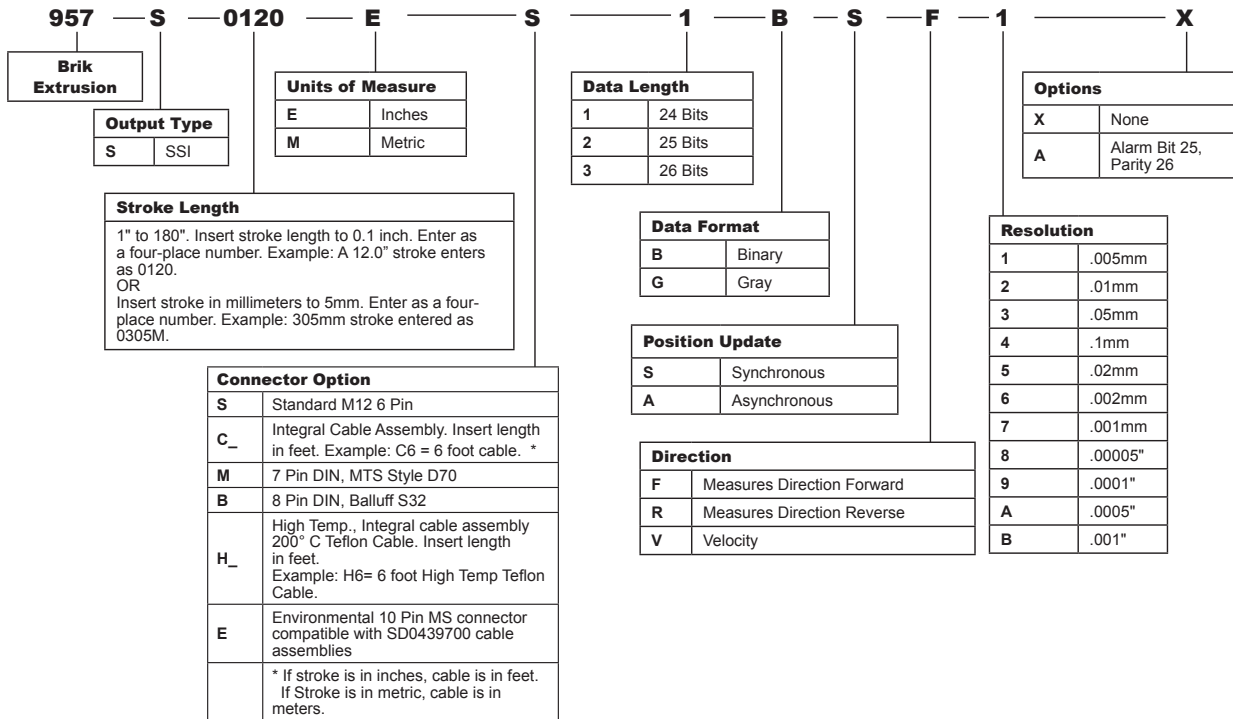 957 — S — 0120 — E — S — 1 — B — S — F — 1 — X
Brik
Extrusion
Output Type
S SSI
Units of Measure
E Inches
M Metric
Data Length
1 24 Bits
2 25 Bits
3 26 Bits
Options
X None
A Alarm Bit 25,
Parity 26
Stroke Length
1" to 180". Insert stroke length to 0.1 inch. Enter as
a four-place number. Example: A 12.0” stroke enters
as 0120.
OR
Insert stroke in millimeters to 5mm. Enter as a four-
place number. Example: 305mm stroke entered as
0305M.
Data Format
B Binary
G Gray
Resolution
1 .005mm
2 .01mm
3 .05mm
4 .1mm
5 .02mm
6 .002mm
7 .001mm
8 .00005"
9 .0001"
A .0005"
B .001"
Position Update
S Synchronous
A Asynchronous
Connector Option
S Standard M12 6 Pin
C_ Integral Cable Assembly. Insert length
in feet. Example: C6 = 6 foot cable. *
M 7 Pin DIN, MTS Style D70
B 8 Pin DIN, Balluff S32
H_ High Temp., Integral cable assembly
200° C Teflon Cable. Insert length
in feet.
Example: H6= 6 foot High Temp Teflon
Cable.
E Environmental 10 Pin MS connector
compatible with SD0439700 cable
assemblies
* If stroke is in inches, cable is in feet.
If Stroke is in metric, cable is in
meters.
Direction
F Measures Direction Forward
R Measures Direction Reverse
V Velocity